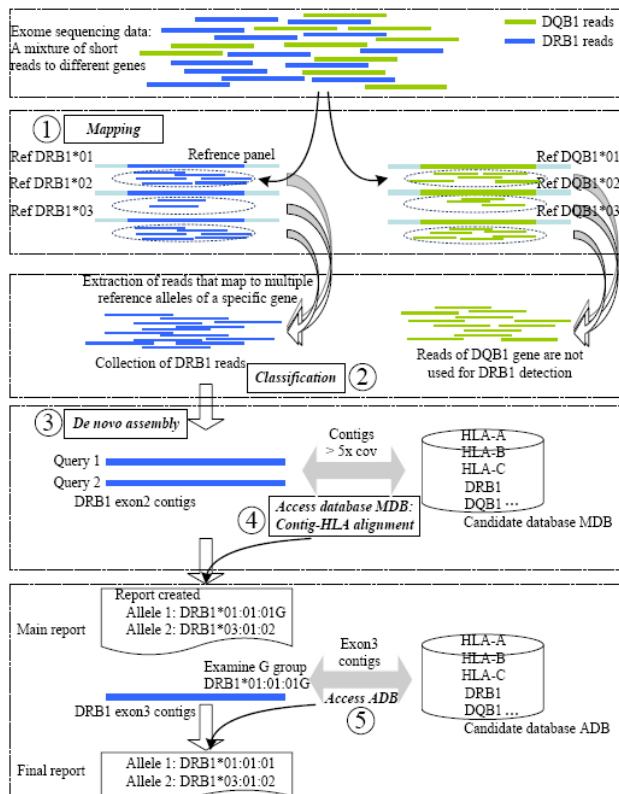 Exome sequencing data:
A mixture of short
reads to different genes
DQB1 reads
DRB1 reads
1 Mapping
Ref DRB1*01
Refrence panel
Ref DQB1*01
Ref DRB1*02
Ref DQB1*02
Ref DRB1*03
Ref DQB1*03
Extraction of reads that map to multiple
reference alleles of a specific gene
Collection of DRB1 reads
Reads of DQB1 gene are not
used for DRB1 detection
Classification 2
3 De novo assembly
Query 1
Query 2
DRB1 exon2 contigs
Contigs
> 5x cov
HLA-A
HLA-B
HLA-C
DRB1
DQB1 ...
Candidate database MDB
4 Access database MDB:
Contig-HLA alignment
Main report
Report created
Allele 1: DRB1*01:01:01G
Allele 2: DRB1*03:01:02
Examine G group
DRB1*01:01:01G
DRB1 exon3 contigs
Exon3
contigs
Access ADB
5
HLA-A
HLA-B
HLA-C
DRB1
DQB1 ...
Candidate database ADB
Final report
Allele 1: DRB1*01:01:01
Allele 2: DRB1*03:01:02